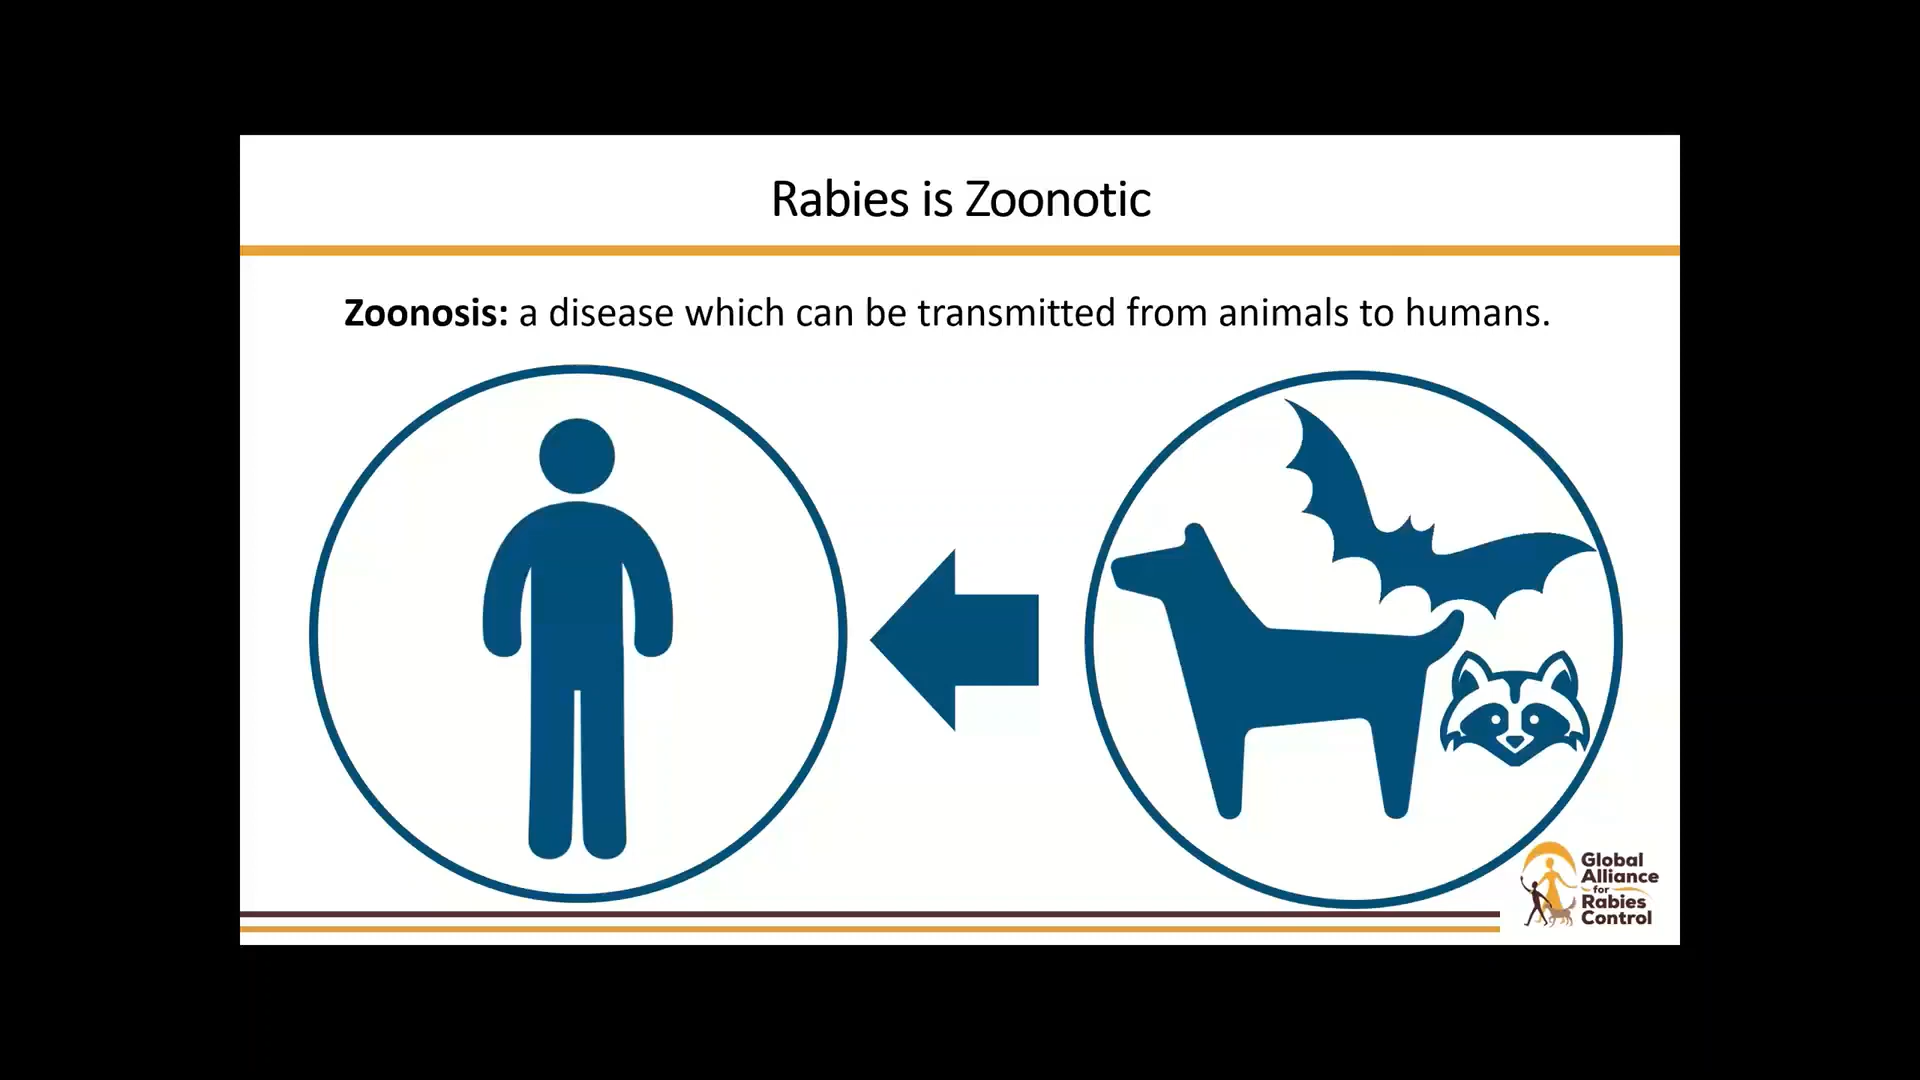 Rabies is Zoonotic
Zoonosis: a disease which can be transmitted from animals to humans.
Global
Alliance
for
Rabies
Control